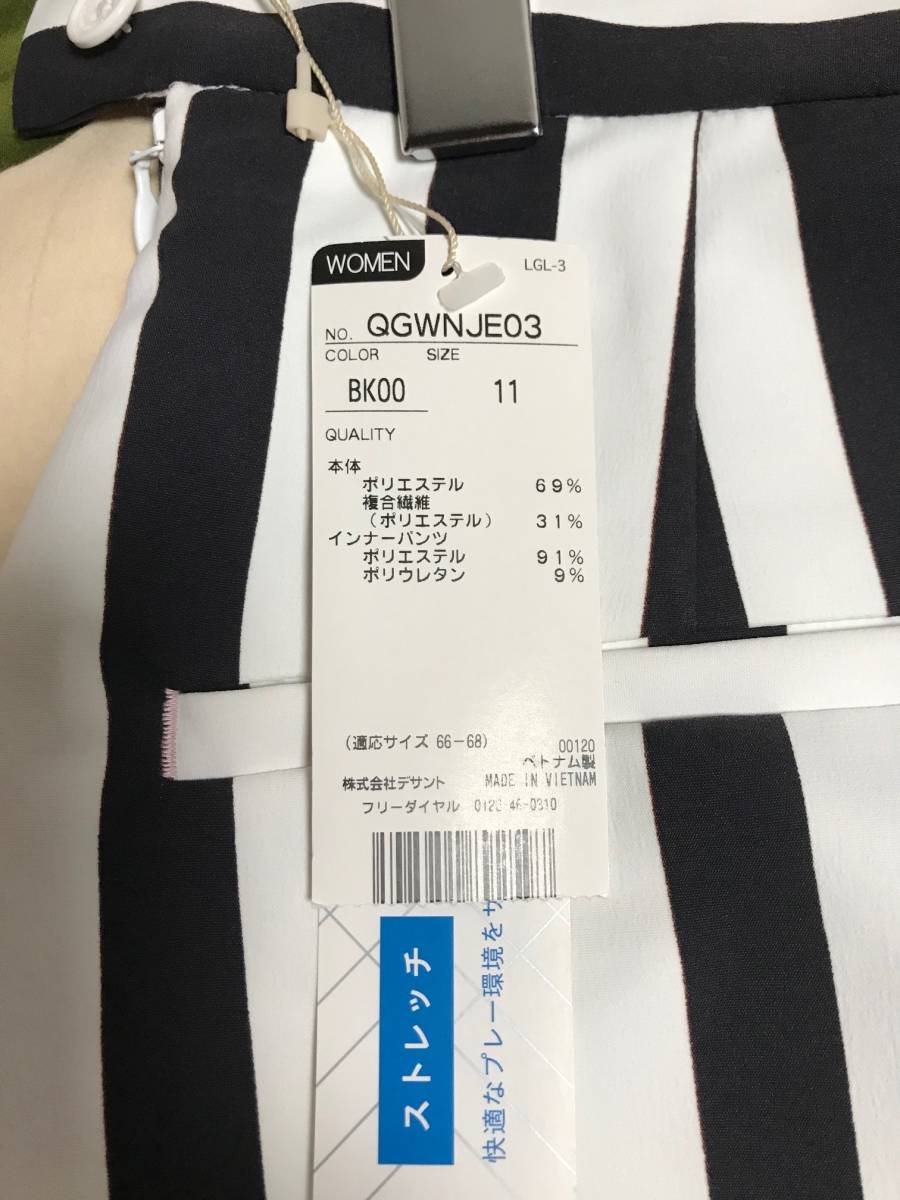 WOMEN
LGL-3
NO. QGWNJE03
COLOR SIZE
BK00 11
QUALITY
本体
ポリエステル 69%
複合繊維
(ポリエステル) 31%
インナーパンツ
ポリエステル 91%
ポリウレタン 9%
(適応サイズ 66-68)
00120
ベトナム製
株式会社デサント MADE IN VIETNAM
フリーダイヤル 0120-46-0310
ストレッチ
快適なプレー環境をサ